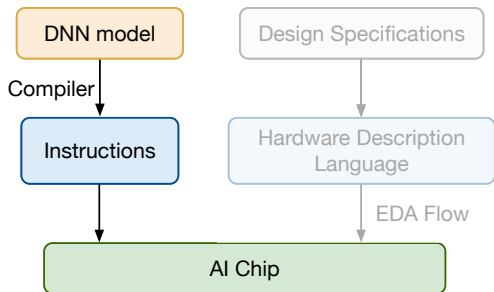 DNN model
Design Specifications
Compiler
Instructions
Hardware Description
Language
EDA Flow
AI Chip